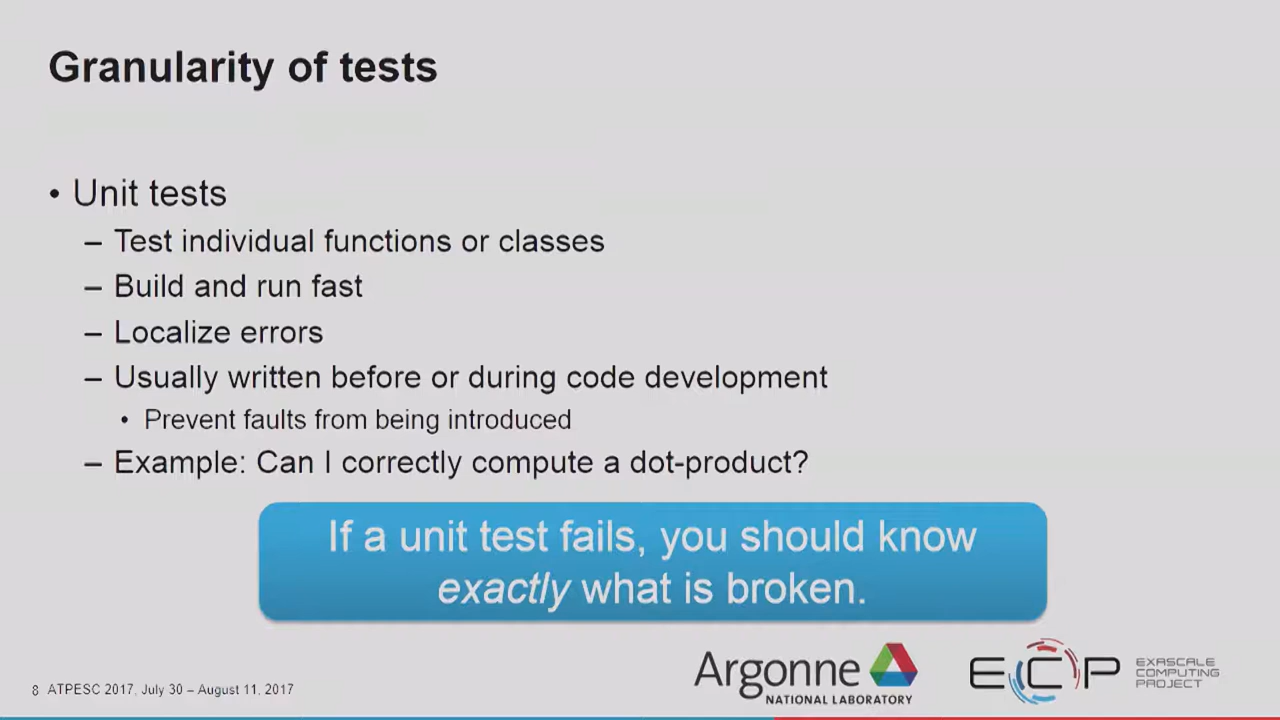 Granularity of tests
• Unit tests
– Test individual functions or classes
– Build and run fast
– Localize errors
– Usually written before or during code development
• Prevent faults from being introduced
– Example: Can I correctly compute a dot-product?
If a unit test fails, you should know
exactly what is broken.
8 ATPESC 2017, July 30 – August 11, 2017
Argonne
NATIONAL LABORATORY
ECP
EXASCALE
COMPUTING
PROJECT